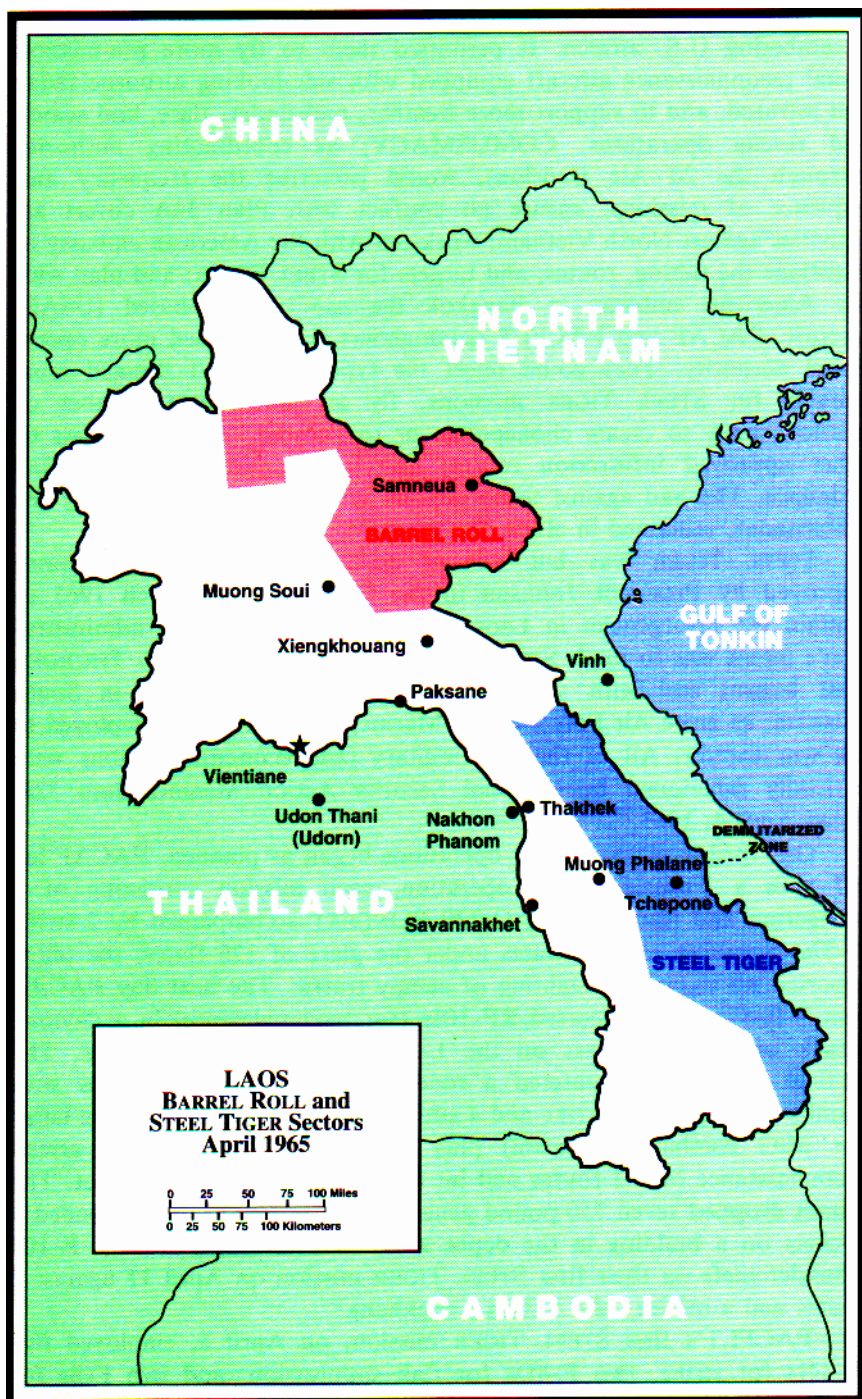 CHINA
NORTH
VIETNAM
Samneua
BARREL ROLL
Muong Soui
GULF OF
TONKIN
Xiengkhouang
Vinh
Paksane
Vientiane
Udon Thani
(Udorn)
Nakhon
Phanom
Thakhek
DEMILITARIZED
ZONE
Muong Phalane
Tchepone
THAILAND
Savannakhet
STEEL TIGER
LAOS
BARREL ROLL and
STEEL TIGER Sectors
April 1965
0 25 50 75 100 Miles
0 25 50 75 100 Kilometers
CAMBODIA